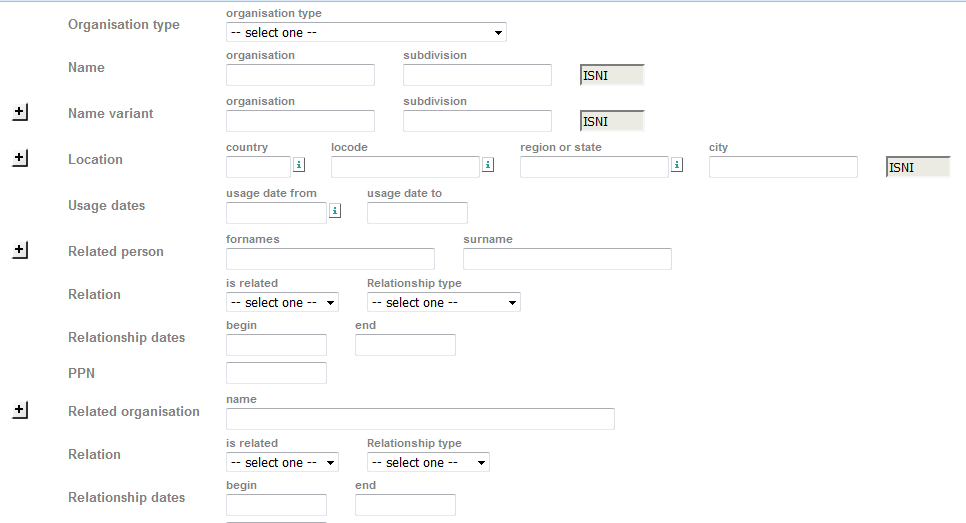 organisation type
Organisation type
-- select one --
organisation subdivision
Name
ISNI
+
organisation subdivision
Name variant
ISNI
+
country locode region or state city
Location
i i i
ISNI
usage date from usage date to
Usage dates
i
+
fornames surname
Related person
is related Relationship type
Relation
-- select one -- -- select one --
begin end
Relationship dates
PPN
+
name
Related organisation
is related Relationship type
Relation
-- select one -- -- select one --
begin end
Relationship dates